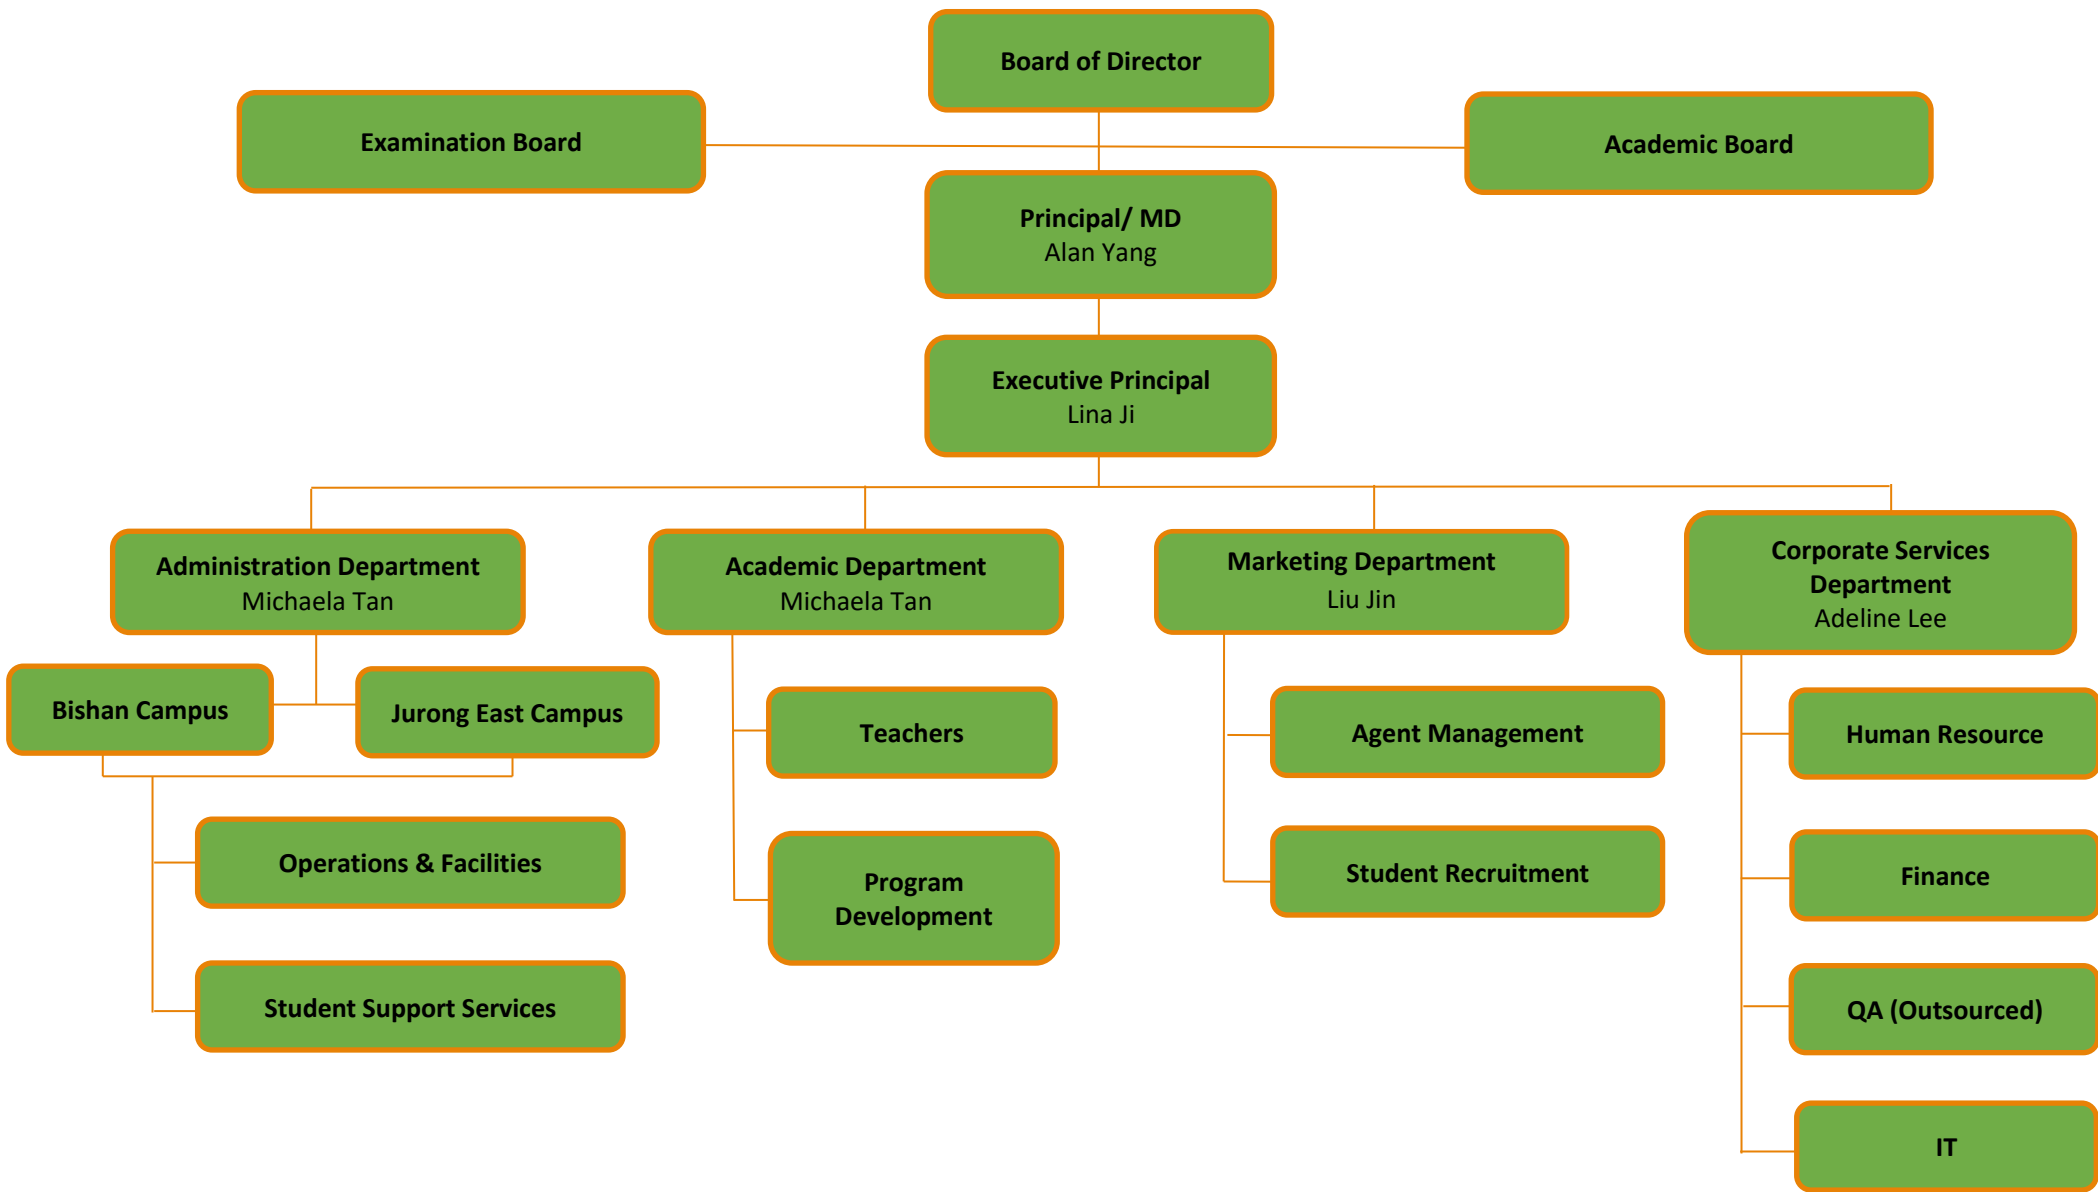 Board of Director
Examination Board
Academic Board
Principal/ MD
Alan Yang
Executive Principal
Lina Ji
Administration Department
Michaela Tan
Academic Department
Michaela Tan
Marketing Department
Liu Jin
Corporate Services
Department
Adeline Lee
Bishan Campus
Jurong East Campus
Teachers
Agent Management
Human Resource
Operations & Facilities
Program
Development
Student Recruitment
Finance
Student Support Services
QA (Outsourced)
IT